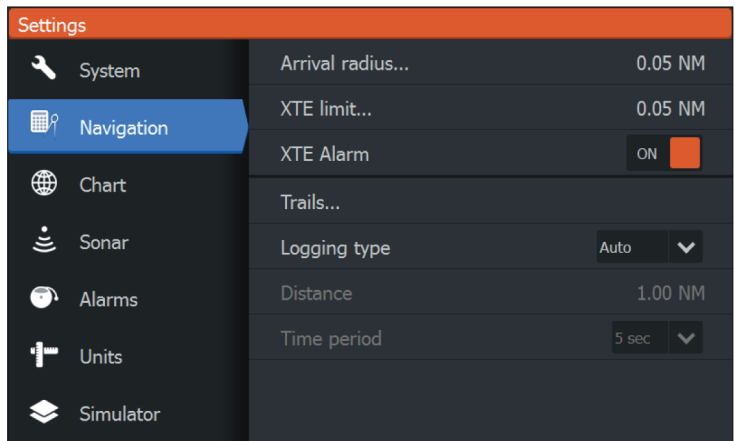 Settings
System
Navigation
Chart
Sonar
Alarms
Units
Simulator
Arrival radius... 0.05 NM
XTE limit... 0.05 NM
XTE Alarm ON
Trails...
Logging type Auto
Distance 1.00 NM
Time period 5 sec